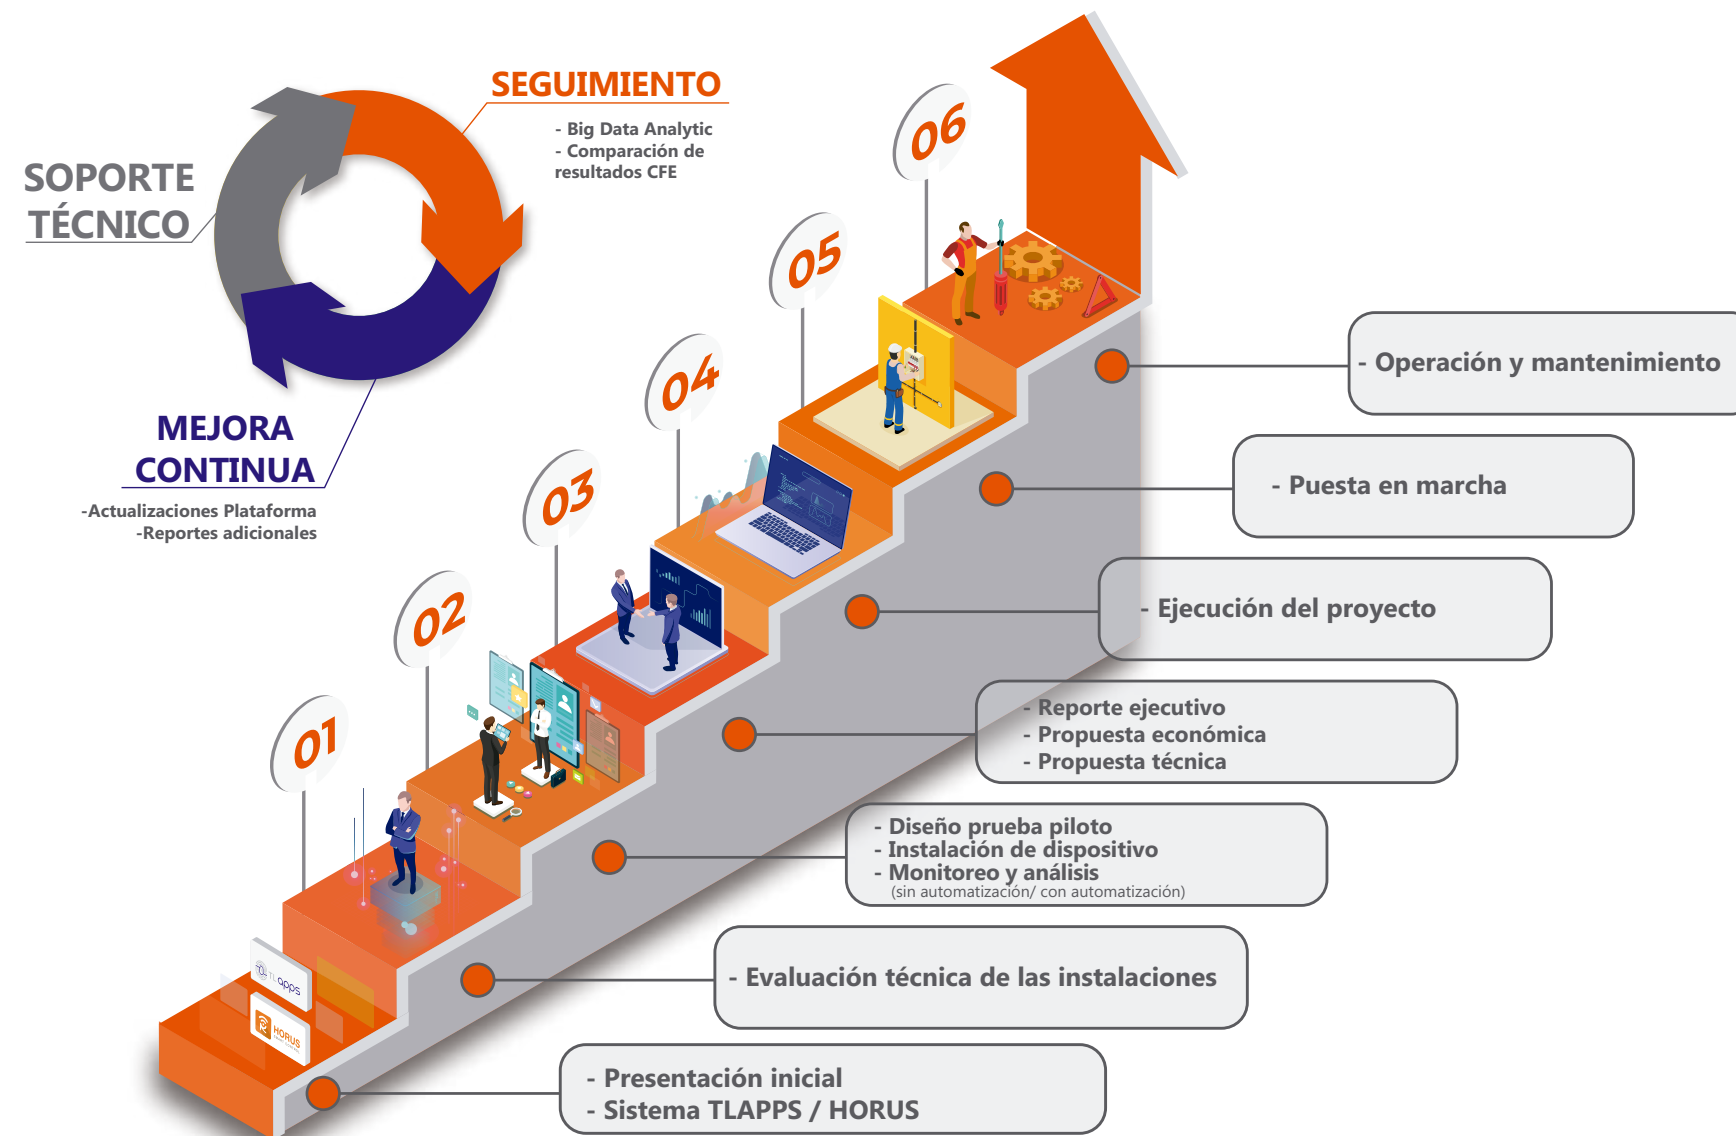 SEGUIMIENTO
- Big Data Analytic
- Comparación de
resultados CFE
SOPORTE
TÉCNICO
MEJORA
CONTINUA
-Actualizaciones Plataforma
-Reportes adicionales
06
05
04
03
02
01
- Operación y mantenimiento
- Puesta en marcha
- Ejecución del proyecto
- Reporte ejecutivo
- Propuesta económica
- Propuesta técnica
- Diseño prueba piloto
- Instalación de dispositivo
- Monitoreo y análisis
(sin automatización/ con automatización)
- Evaluación técnica de las instalaciones
TLapps
HORUS
- Presentación inicial
- Sistema TLAPPS / HORUS